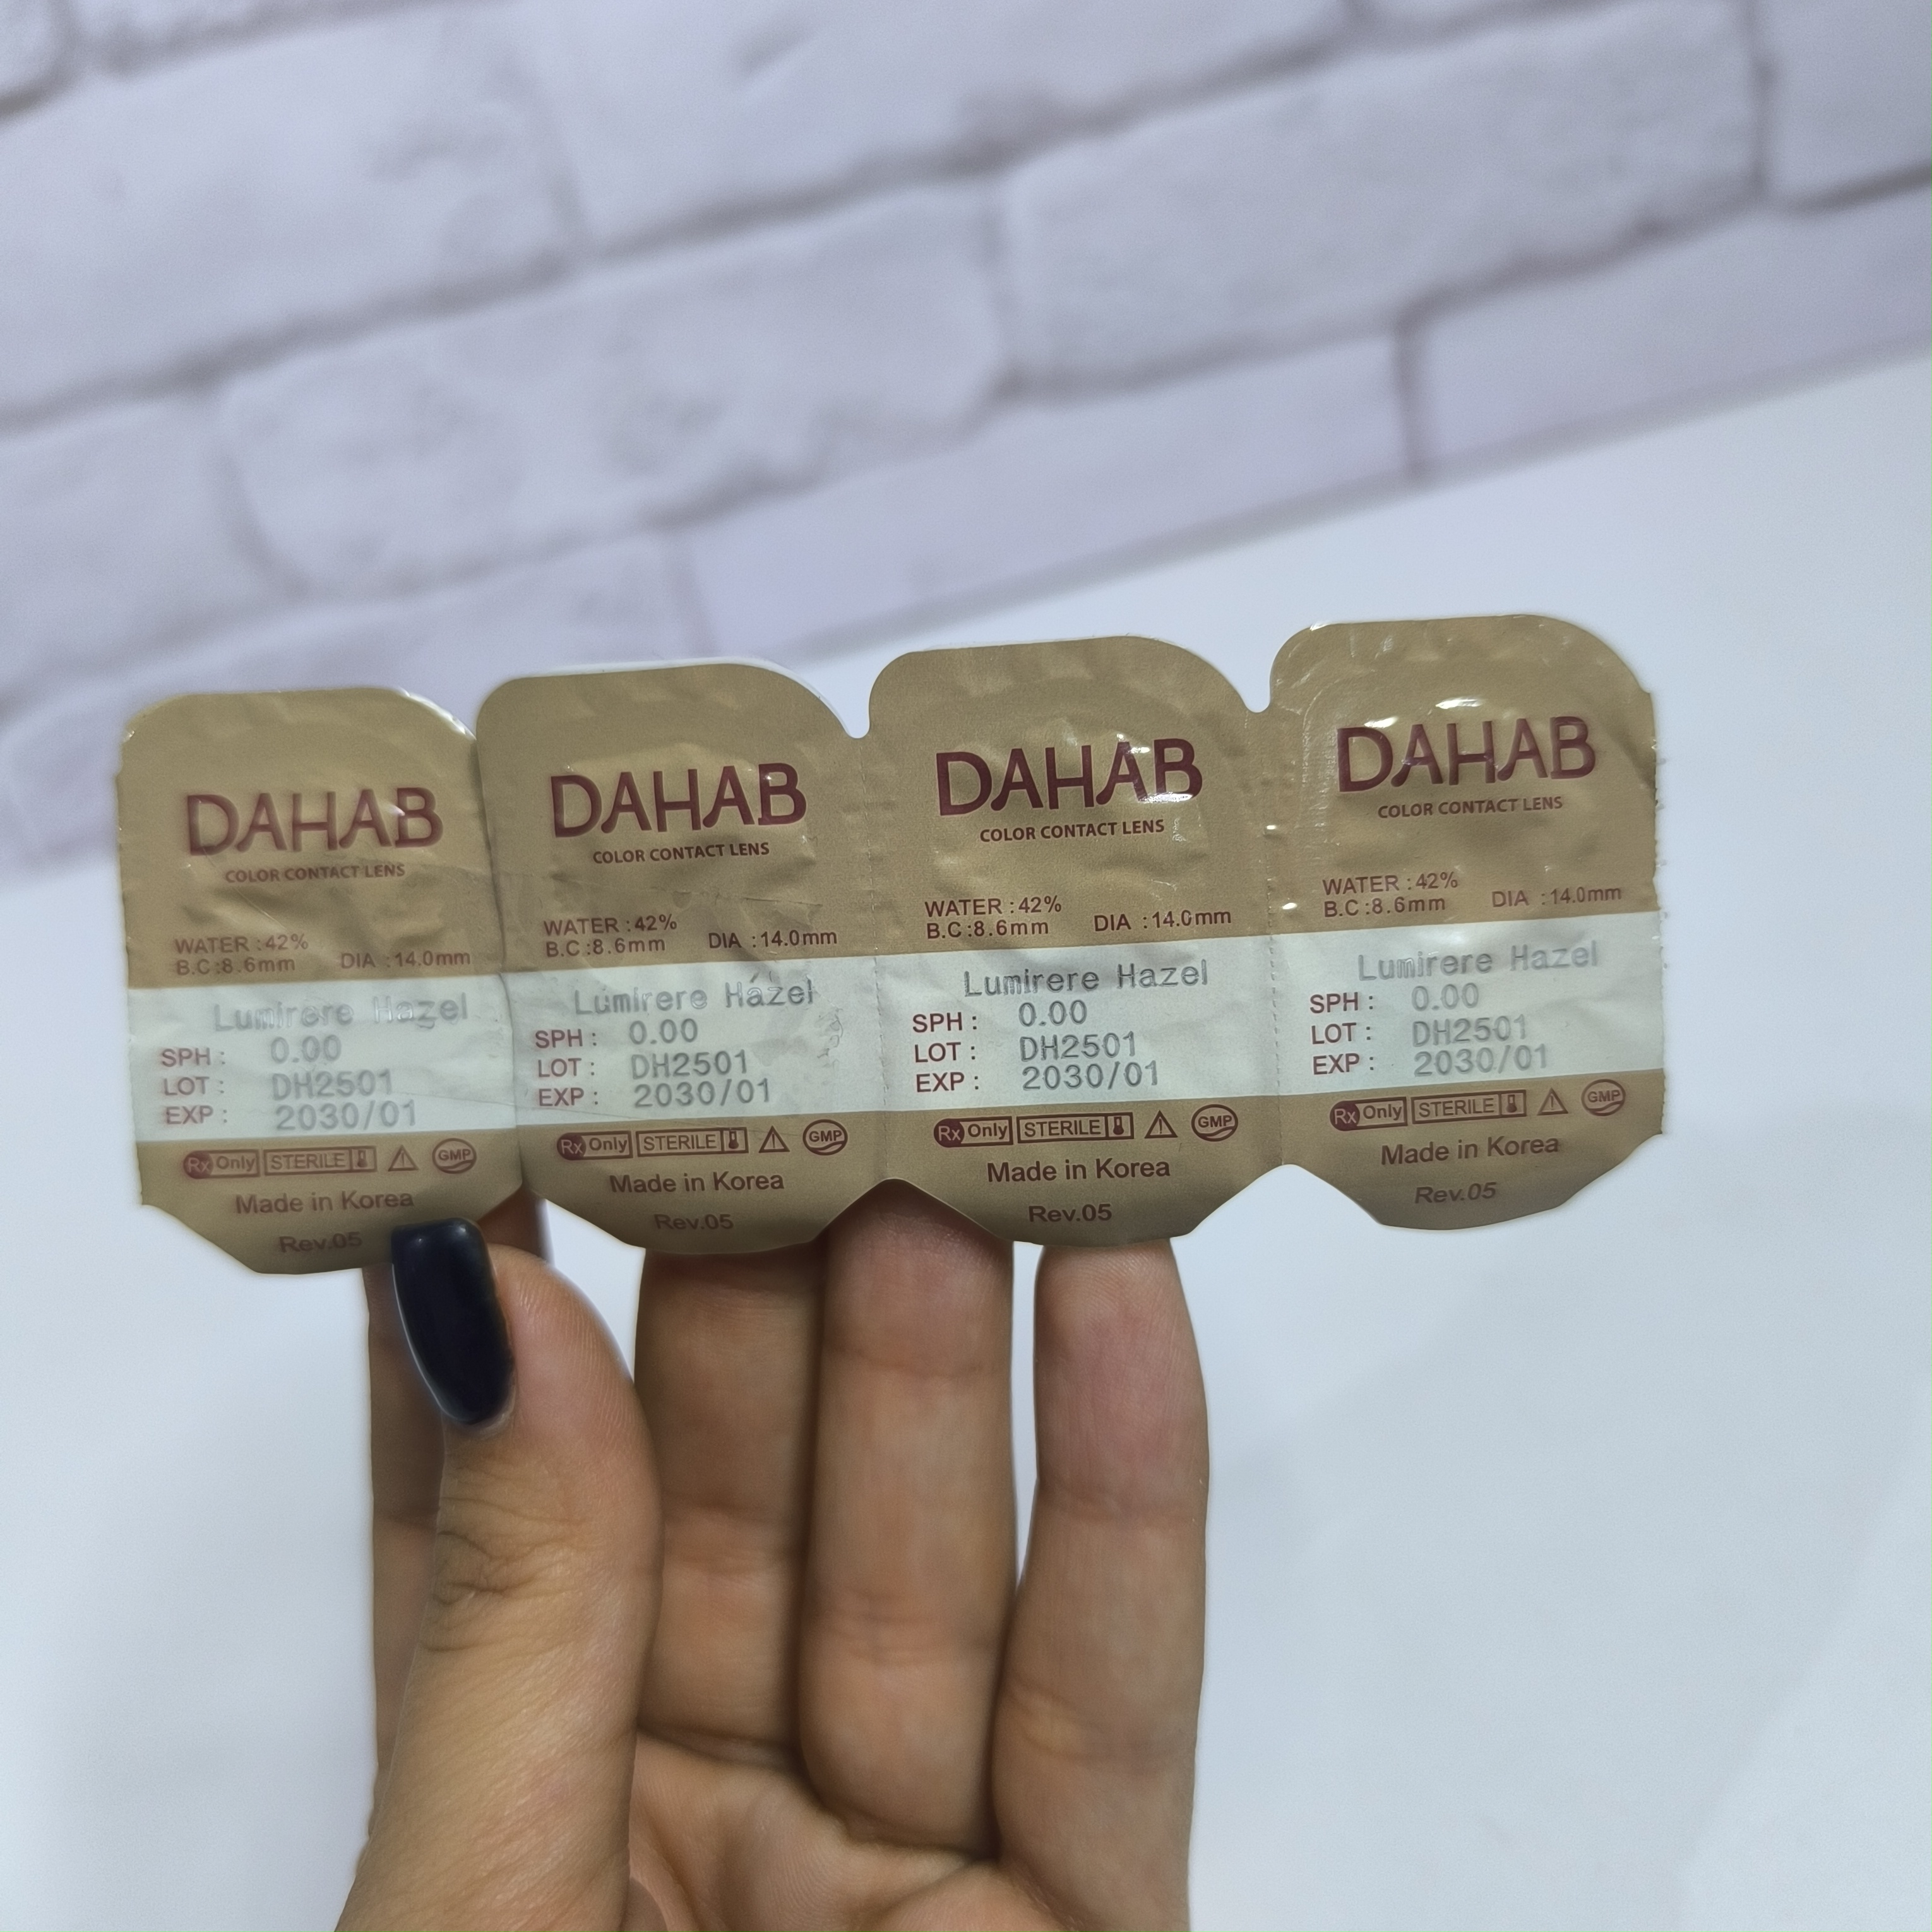 DAHAB
COLOR CONTACT LENS
WATER : 42%
B.C : 8.6mm DIA : 14.0mm
Lumirere Hazel
SPH : 0.00
LOT : DH2501
EXP : 2030/01
Rx Only STERILE GMP
Made in Korea
Rev.05
DAHAB
COLOR CONTACT LENS
WATER : 42%
B.C : 8.6mm DIA : 14.0mm
Lumirere Hazel
SPH : 0.00
LOT : DH2501
EXP : 2030/01
Rx Only STERILE GMP
Made in Korea
Rev.05
DAHAB
COLOR CONTACT LENS
WATER : 42%
B.C : 8.6mm DIA : 14.0mm
Lumirere Hazel
SPH : 0.00
LOT : DH2501
EXP : 2030/01
Rx Only STERILE GMP
Made in Korea
Rev.05
DAHAB
COLOR CONTACT LENS
WATER : 42%
B.C : 8.6mm DIA : 14.0mm
Lumirere Hazel
SPH : 0.00
LOT : DH2501
EXP : 2030/01
Rx Only STERILE GMP
Made in Korea
Rev.05